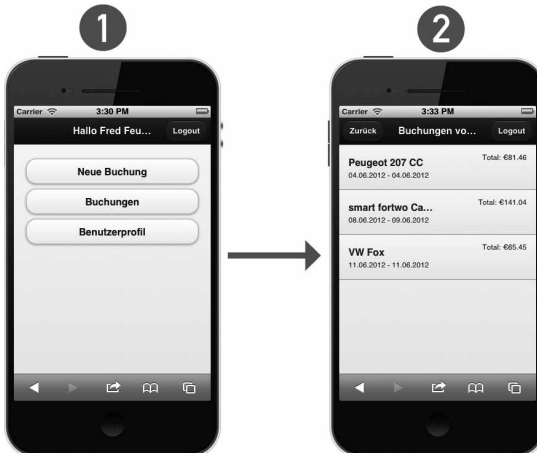 1
Carrier 3:30 PM
Hallo Fred Feu... Logout
Neue Buchung
Buchungen
Benutzerprofil
2
Carrier 3:33 PM
Zurück Buchungen vo... Logout
Peugeot 207 CC Total: €81.46
04.06.2012 - 04.06.2012
smart fortwo Ca... Total: €141.04
08.06.2012 - 09.06.2012
VW Fox Total: €65.45
11.06.2012 - 11.06.2012